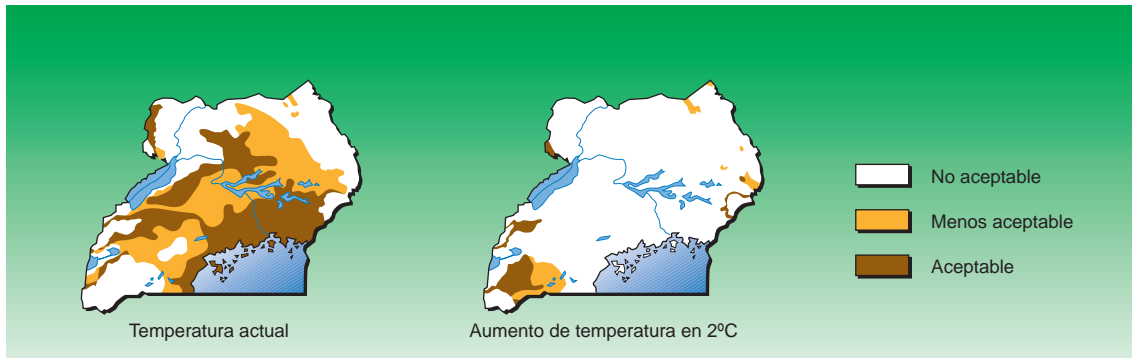 No aceptable
Menos aceptable
Aceptable
Temperatura actual
Aumento de temperatura en 2ºC